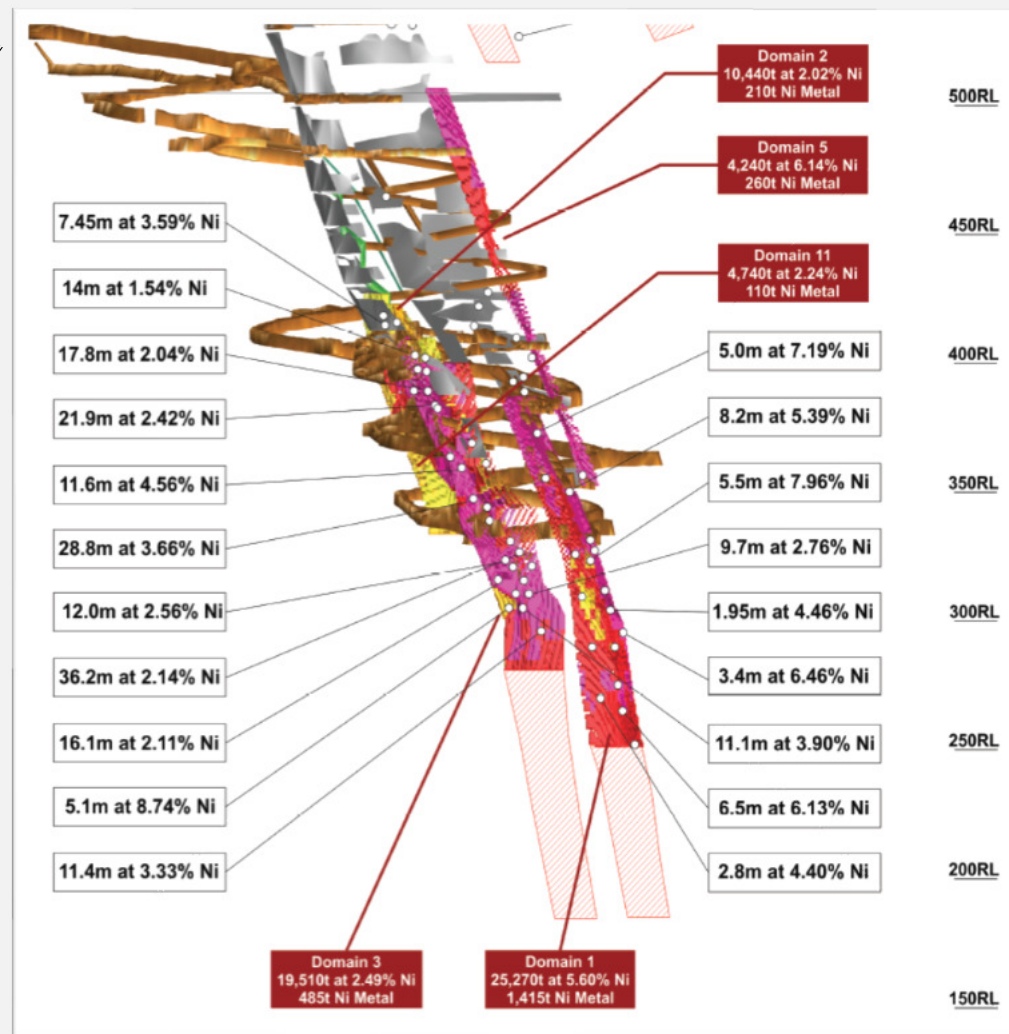 Domain 2
10,440t at 2.02% Ni
210t Ni Metal
500RL
Domain 5
4,240t at 6.14% Ni
260t Ni Metal
7.45m at 3.59% Ni
450RL
Domain 11
4,740t at 2.24% Ni
110t Ni Metal
14m at 1.54% Ni
17.8m at 2.04% Ni
5.0m at 7.19% Ni
400RL
21.9m at 2.42% Ni
8.2m at 5.39% Ni
11.6m at 4.56% Ni
5.5m at 7.96% Ni
350RL
28.8m at 3.66% Ni
9.7m at 2.76% Ni
12.0m at 2.56% Ni
1.95m at 4.46% Ni
300RL
36.2m at 2.14% Ni
3.4m at 6.46% Ni
16.1m at 2.11% Ni
11.1m at 3.90% Ni
250RL
5.1m at 8.74% Ni
6.5m at 6.13% Ni
11.4m at 3.33% Ni
2.8m at 4.40% Ni
200RL
Domain 3
19,510t at 2.49% Ni
485t Ni Metal
Domain 1
25,270t at 5.60% Ni
1,415t Ni Metal
150RL